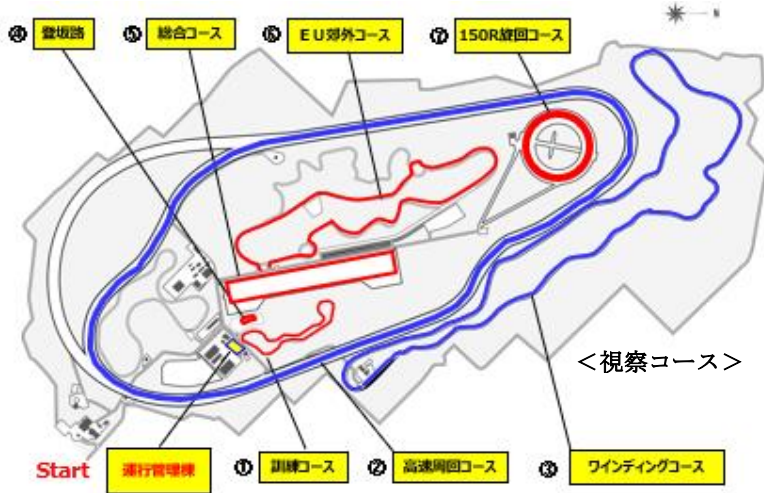 ④ 登坂路 ⑤ 総合コース ⑥ EU郊外コース ⑦ 150R旋回コース
N
<視察コース>
Start 運行管理棟 ① 訓練コース ② 高速周回コース ③ ワインディングコース